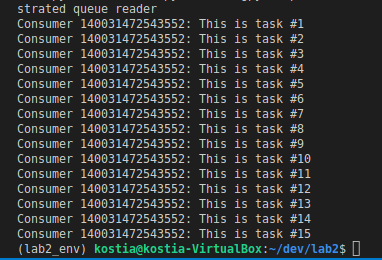 strated queue reader
Consumer 140031472543552: This is task #1
Consumer 140031472543552: This is task #2
Consumer 140031472543552: This is task #3
Consumer 140031472543552: This is task #4
Consumer 140031472543552: This is task #5
Consumer 140031472543552: This is task #6
Consumer 140031472543552: This is task #7
Consumer 140031472543552: This is task #8
Consumer 140031472543552: This is task #9
Consumer 140031472543552: This is task #10
Consumer 140031472543552: This is task #11
Consumer 140031472543552: This is task #12
Consumer 140031472543552: This is task #13
Consumer 140031472543552: This is task #14
Consumer 140031472543552: This is task #15
(lab2_env) kostia@kostia-VirtualBox:~/dev/lab2$